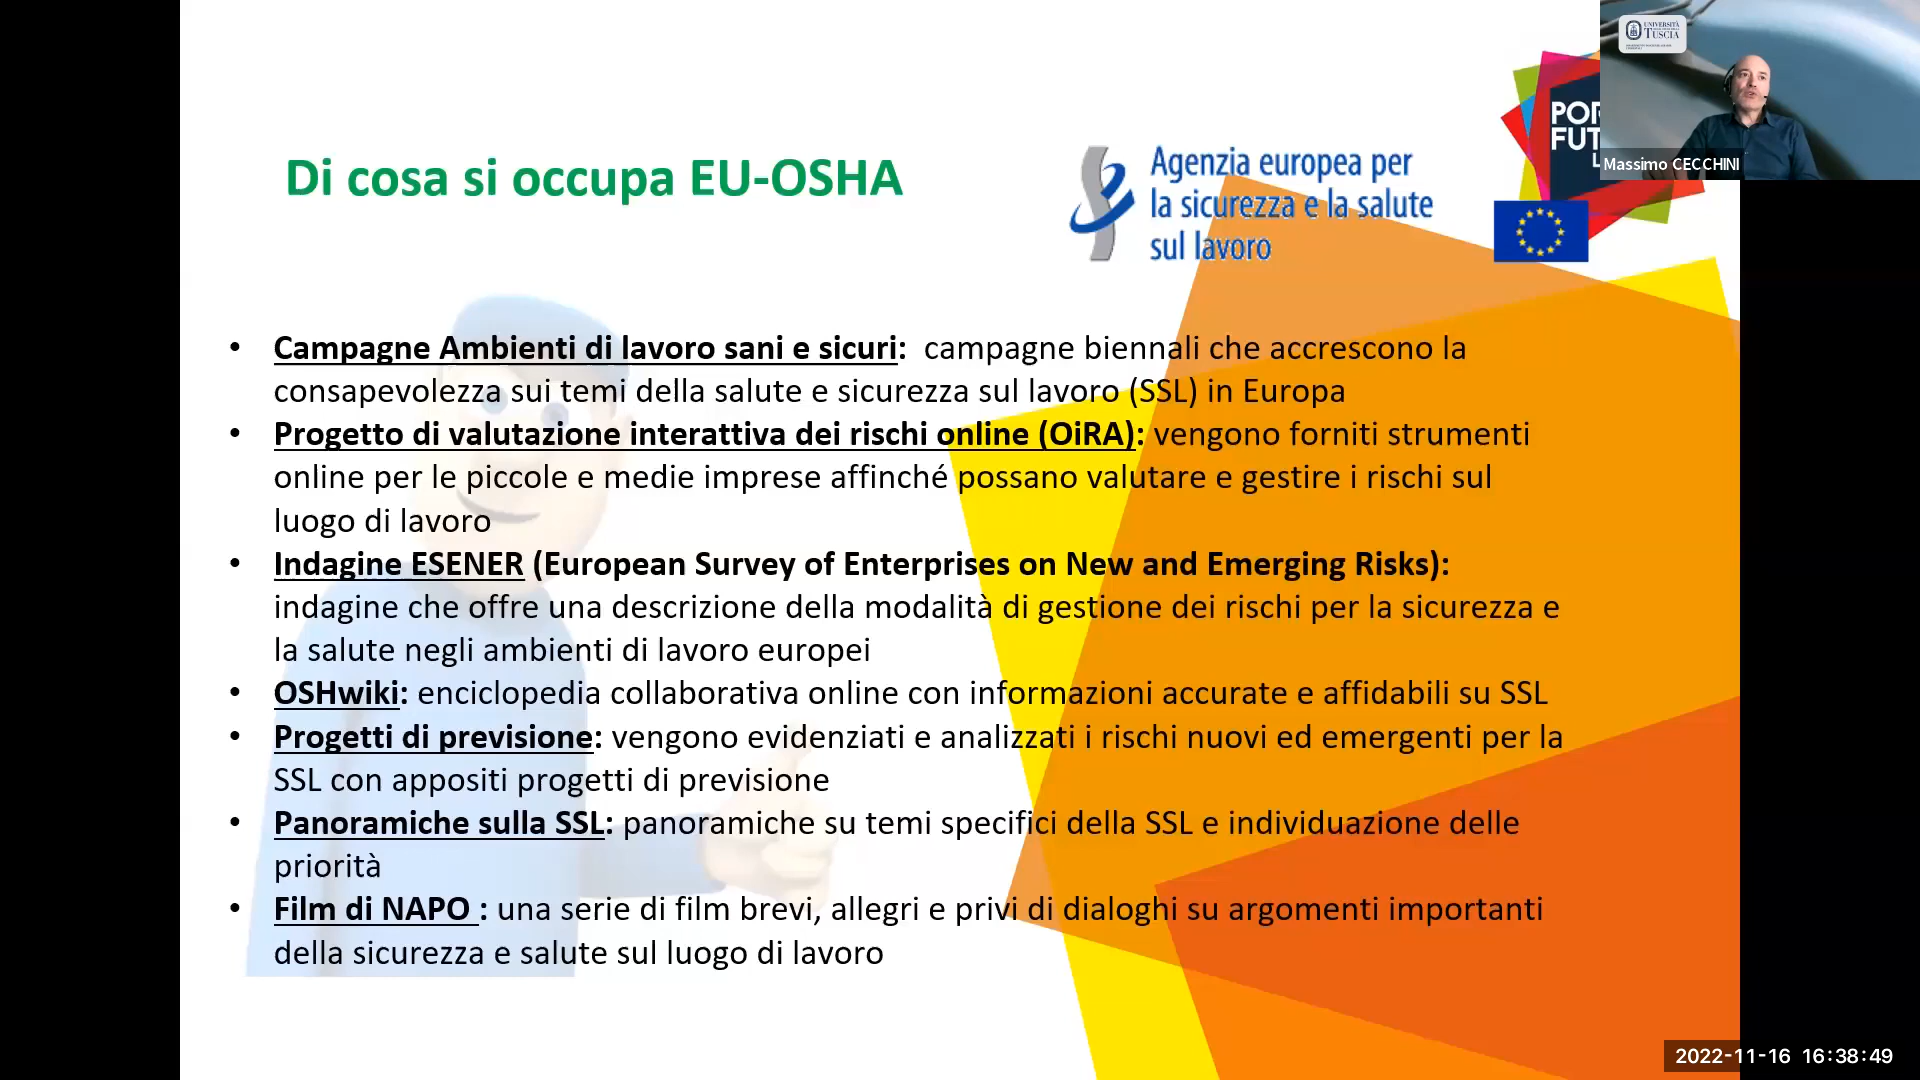 UNIVERSITÀ
TUSCIA
POR
FUT
L
Massimo CECCHINI
Di cosa si occupa EU-OSHA
Agenzia europea per
la sicurezza e la salute
sul lavoro
• Campagne Ambienti di lavoro sani e sicuri:  campagne biennali che accrescono la
consapevolezza sui temi della salute e sicurezza sul lavoro (SSL) in Europa
• Progetto di valutazione interattiva dei rischi online (OiRA): vengono forniti strumenti
online per le piccole e medie imprese affinché possano valutare e gestire i rischi sul
luogo di lavoro
• Indagine ESENER (European Survey of Enterprises on New and Emerging Risks):
indagine che offre una descrizione della modalità di gestione dei rischi per la sicurezza e
la salute negli ambienti di lavoro europei
• OSHwiki: enciclopedia collaborativa online con informazioni accurate e affidabili su SSL
• Progetti di previsione: vengono evidenziati e analizzati i rischi nuovi ed emergenti per la
SSL con appositi progetti di previsione
• Panoramiche sulla SSL: panoramiche su temi specifici della SSL e individuazione delle
priorità
• Film di NAPO : una serie di film brevi, allegri e privi di dialoghi su argomenti importanti
della sicurezza e salute sul luogo di lavoro
2022-11-16 16:38:49